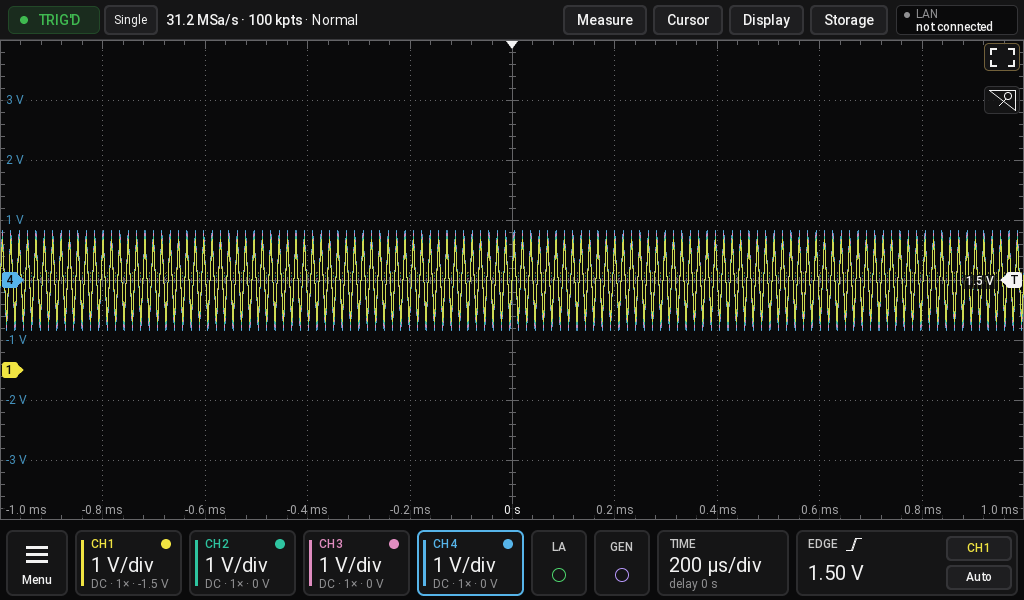 TRIG'D Single 31.2 MSa/s · 100 kpts · Normal Measure Cursor Display Storage LAN
not connected
3 V
2 V
1 V
4 1.5 V T
-1 V
1
-2 V
-3 V
-1.0 ms -0.8 ms -0.6 ms -0.4 ms -0.2 ms 0 s 0.2 ms 0.4 ms 0.6 ms 0.8 ms 1.0 ms
Menu
CH1
1 V/div
DC · 1× · -1.5 V
CH2
1 V/div
DC · 1× · 0 V
CH3
1 V/div
DC · 1× · 0 V
CH4
1 V/div
DC · 1× · 0 V
LA
GEN
TIME
200 µs/div
delay 0 s
EDGE
1.50 V
CH1
Auto